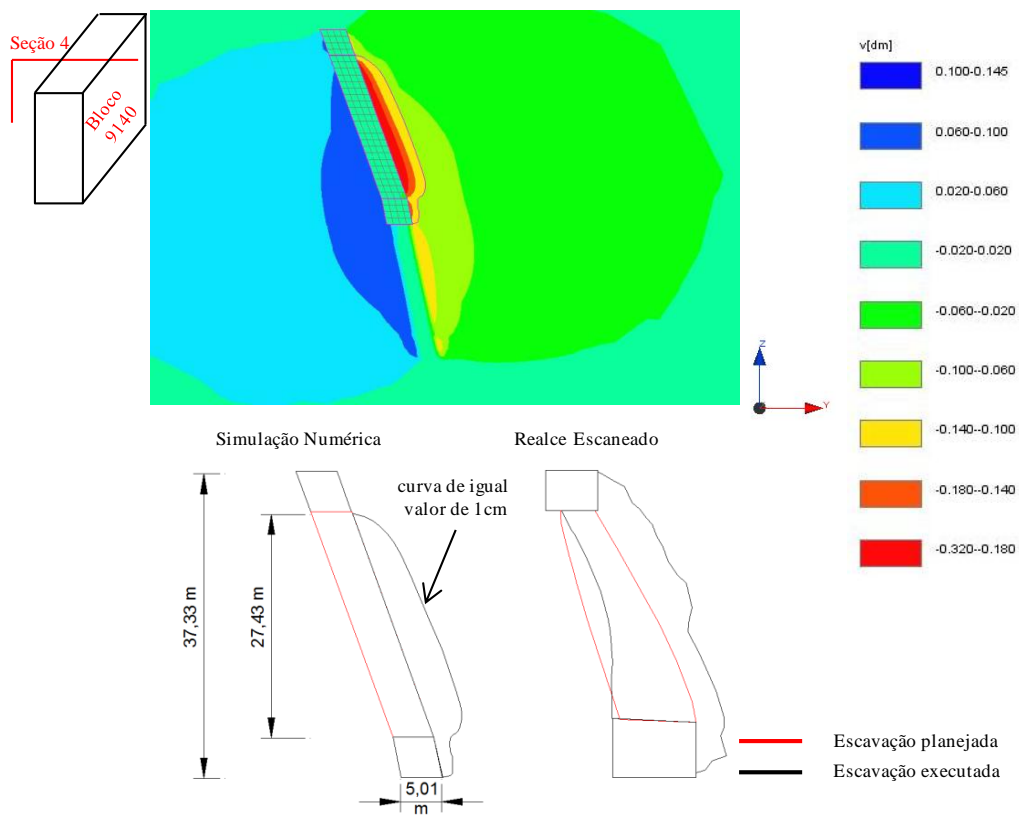 Seção 4
Bloco
9140
v[dm]
0.100-0.145
0.060-0.100
0.020-0.060
-0.020-0.020
-0.060--0.020
-0.100--0.060
-0.140--0.100
-0.180--0.140
-0.320--0.180
Z
Y
Simulação Numérica
Realce Escaneado
curva de igual
valor de 1cm
37,33 m
27,43 m
5,01
m
Escavação planejada
Escavação executada